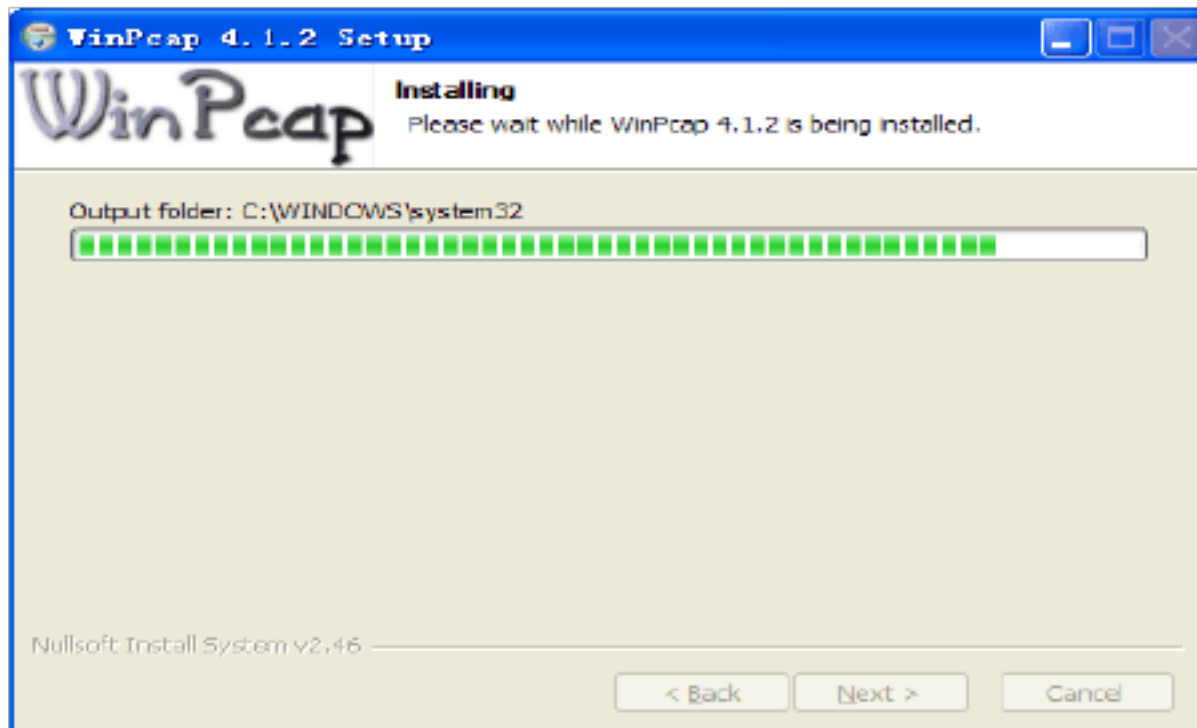 WinPcap 4.1.2 Setup
WinPcap
Installing
Please wait while WinPcap 4.1.2 is being installed.
Output folder: C:\WINDOWS\system32
Nullsoft Install System v2.46
< Back
Next >
Cancel